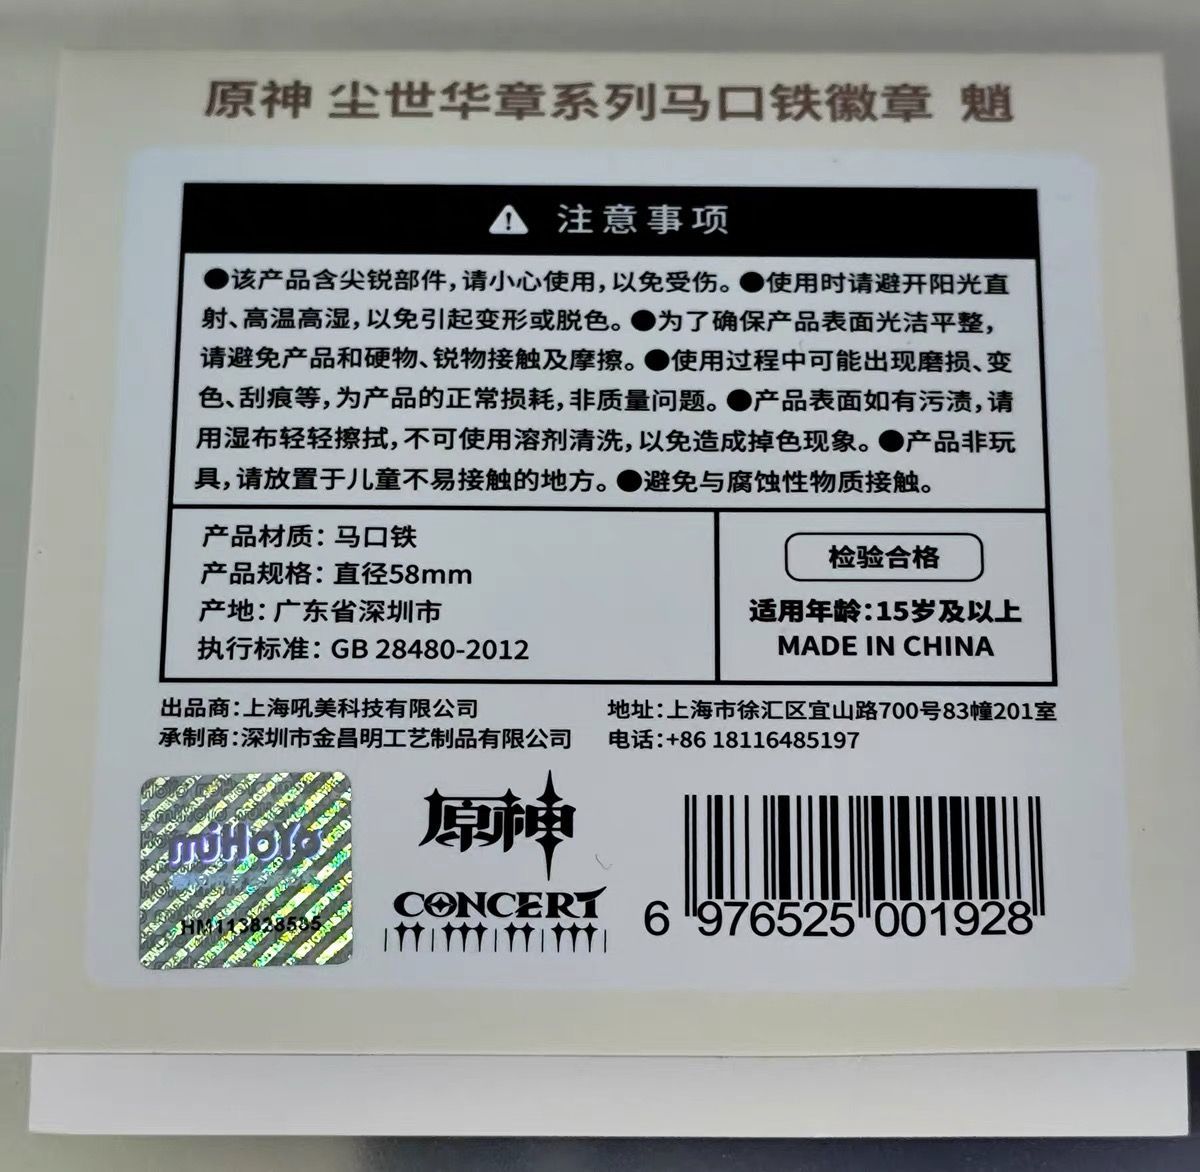 原神 尘世华章系列马口铁徽章 魈
注意事项
●该产品含尖锐部件,请小心使用,以免受伤。●使用时请避开阳光直
射、高温高湿,以免引起变形或脱色。●为了确保产品表面光洁平整,
请避免产品和硬物、锐物接触及摩擦。●使用过程中可能出现磨损、变
色、刮痕等,为产品的正常损耗,非质量问题。●产品表面如有污渍,请
用湿布轻轻擦拭,不可使用溶剂清洗,以免造成掉色现象。●产品非玩
具,请放置于儿童不易接触的地方。●避免与腐蚀性物质接触。
产品材质：马口铁
产品规格：直径58mm
产地：广东省深圳市
执行标准：GB 28480-2012
检验合格
适用年龄:15岁及以上
MADE IN CHINA
出品商:上海吼美科技有限公司
承制商:深圳市金昌明工艺制品有限公司
地址:上海市徐汇区宜山路700号83幢201室
电话:+86 18116485197
miHoYo
原神
CONCERT
6 976525 001928